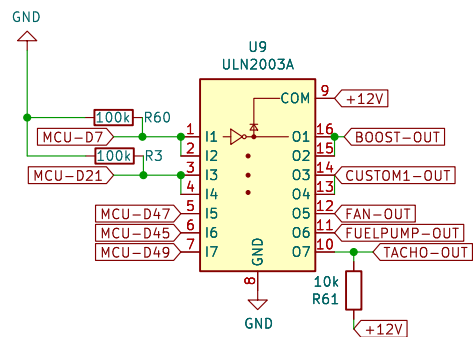 GND
U9
ULN2003A
COM
9
+12V
100k
R60
MCU-D7
1
I1
O1
16
BOOST-OUT
2
I2
O2
15
100k
R3
MCU-D21
3
I3
O3
14
CUSTOM1-OUT
4
I4
O4
13
MCU-D47
5
I5
O5
12
FAN-OUT
MCU-D45
6
I6
O6
11
FUELPUMP-OUT
MCU-D49
7
I7
O7
10
TACHO-OUT
GND
8
GND
10k
R61
+12V